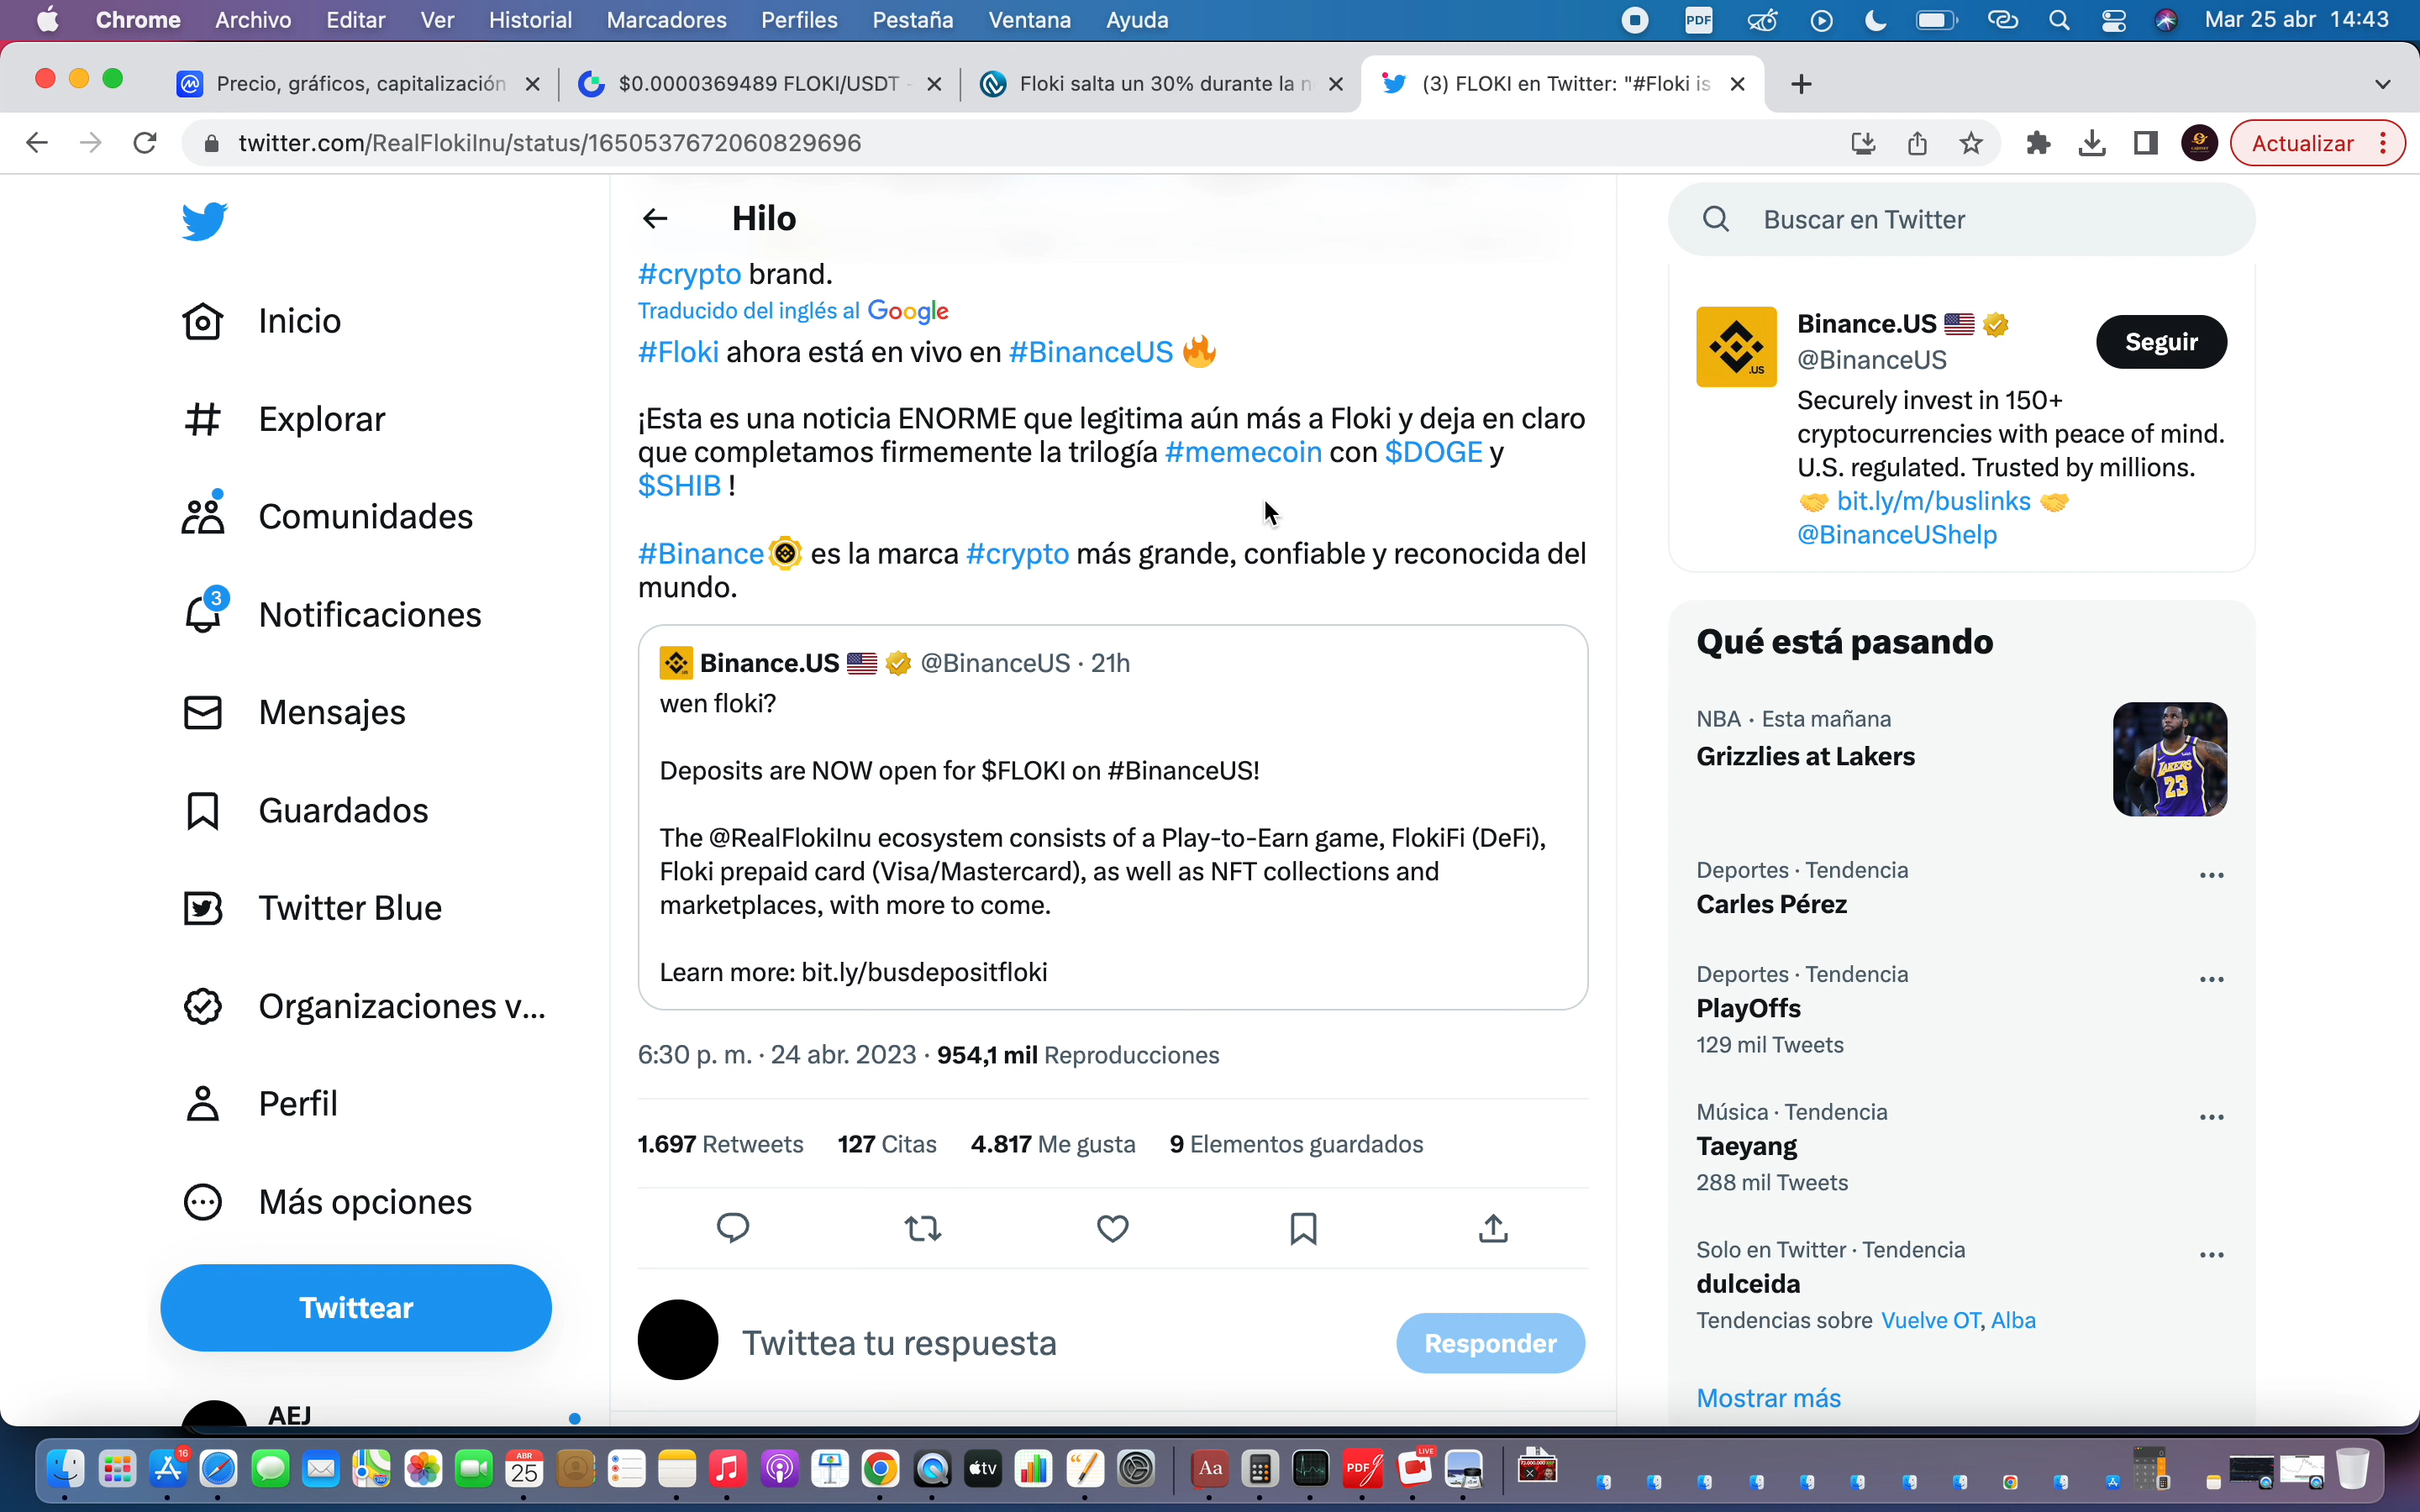 Chrome Archivo Editar Ver Historial Marcadores Perfiles Pestaña Ventana Ayuda
PDF
Mar 25 abr 14:43
Precio, gráficos, capitalización
$0.0000369489 FLOKI/USDT -
Floki salta un 30% durante la n
(3) FLOKI en Twitter: "#Floki is
twitter.com/RealFlokiInu/status/1650537672060829696
Actualizar
Inicio
Explorar
Comunidades
3
Notificaciones
Mensajes
Guardados
Twitter Blue
Organizaciones v...
Perfil
Más opciones
Twittear
AEJ
Hilo
#crypto brand.
Traducido del inglés al Google
#Floki ahora está en vivo en #BinanceUS
¡Esta es una noticia ENORME que legitima aún más a Floki y deja en claro
que completamos firmemente la trilogía #memecoin con $DOGE y
$SHIB !
#Binance es la marca #crypto más grande, confiable y reconocida del
mundo.
Binance.US @BinanceUS · 21h
wen floki?
Deposits are NOW open for $FLOKI on #BinanceUS!
The @RealFlokiInu ecosystem consists of a Play-to-Earn game, FlokiFi (DeFi),
Floki prepaid card (Visa/Mastercard), as well as NFT collections and
marketplaces, with more to come.
Learn more: bit.ly/busdepositfloki
6:30 p. m. · 24 abr. 2023 · 954,1 mil Reproducciones
1.697 Retweets 127 Citas 4.817 Me gusta 9 Elementos guardados
Twittea tu respuesta
Responder
Buscar en Twitter
.US
Binance.US
@BinanceUS
Seguir
Securely invest in 150+
cryptocurrencies with peace of mind.
U.S. regulated. Trusted by millions.
bit.ly/m/buslinks
@BinanceUShelp
Qué está pasando
NBA · Esta mañana
Grizzlies at Lakers
LAKERS
23
Deportes · Tendencia
Carles Pérez
Deportes · Tendencia
PlayOffs
129 mil Tweets
Música · Tendencia
Taeyang
288 mil Tweets
Solo en Twitter · Tendencia
dulceida
Tendencias sobre Vuelve OT, Alba
Mostrar más
16
ABR
25
tv
Aa
PDF
LIVE